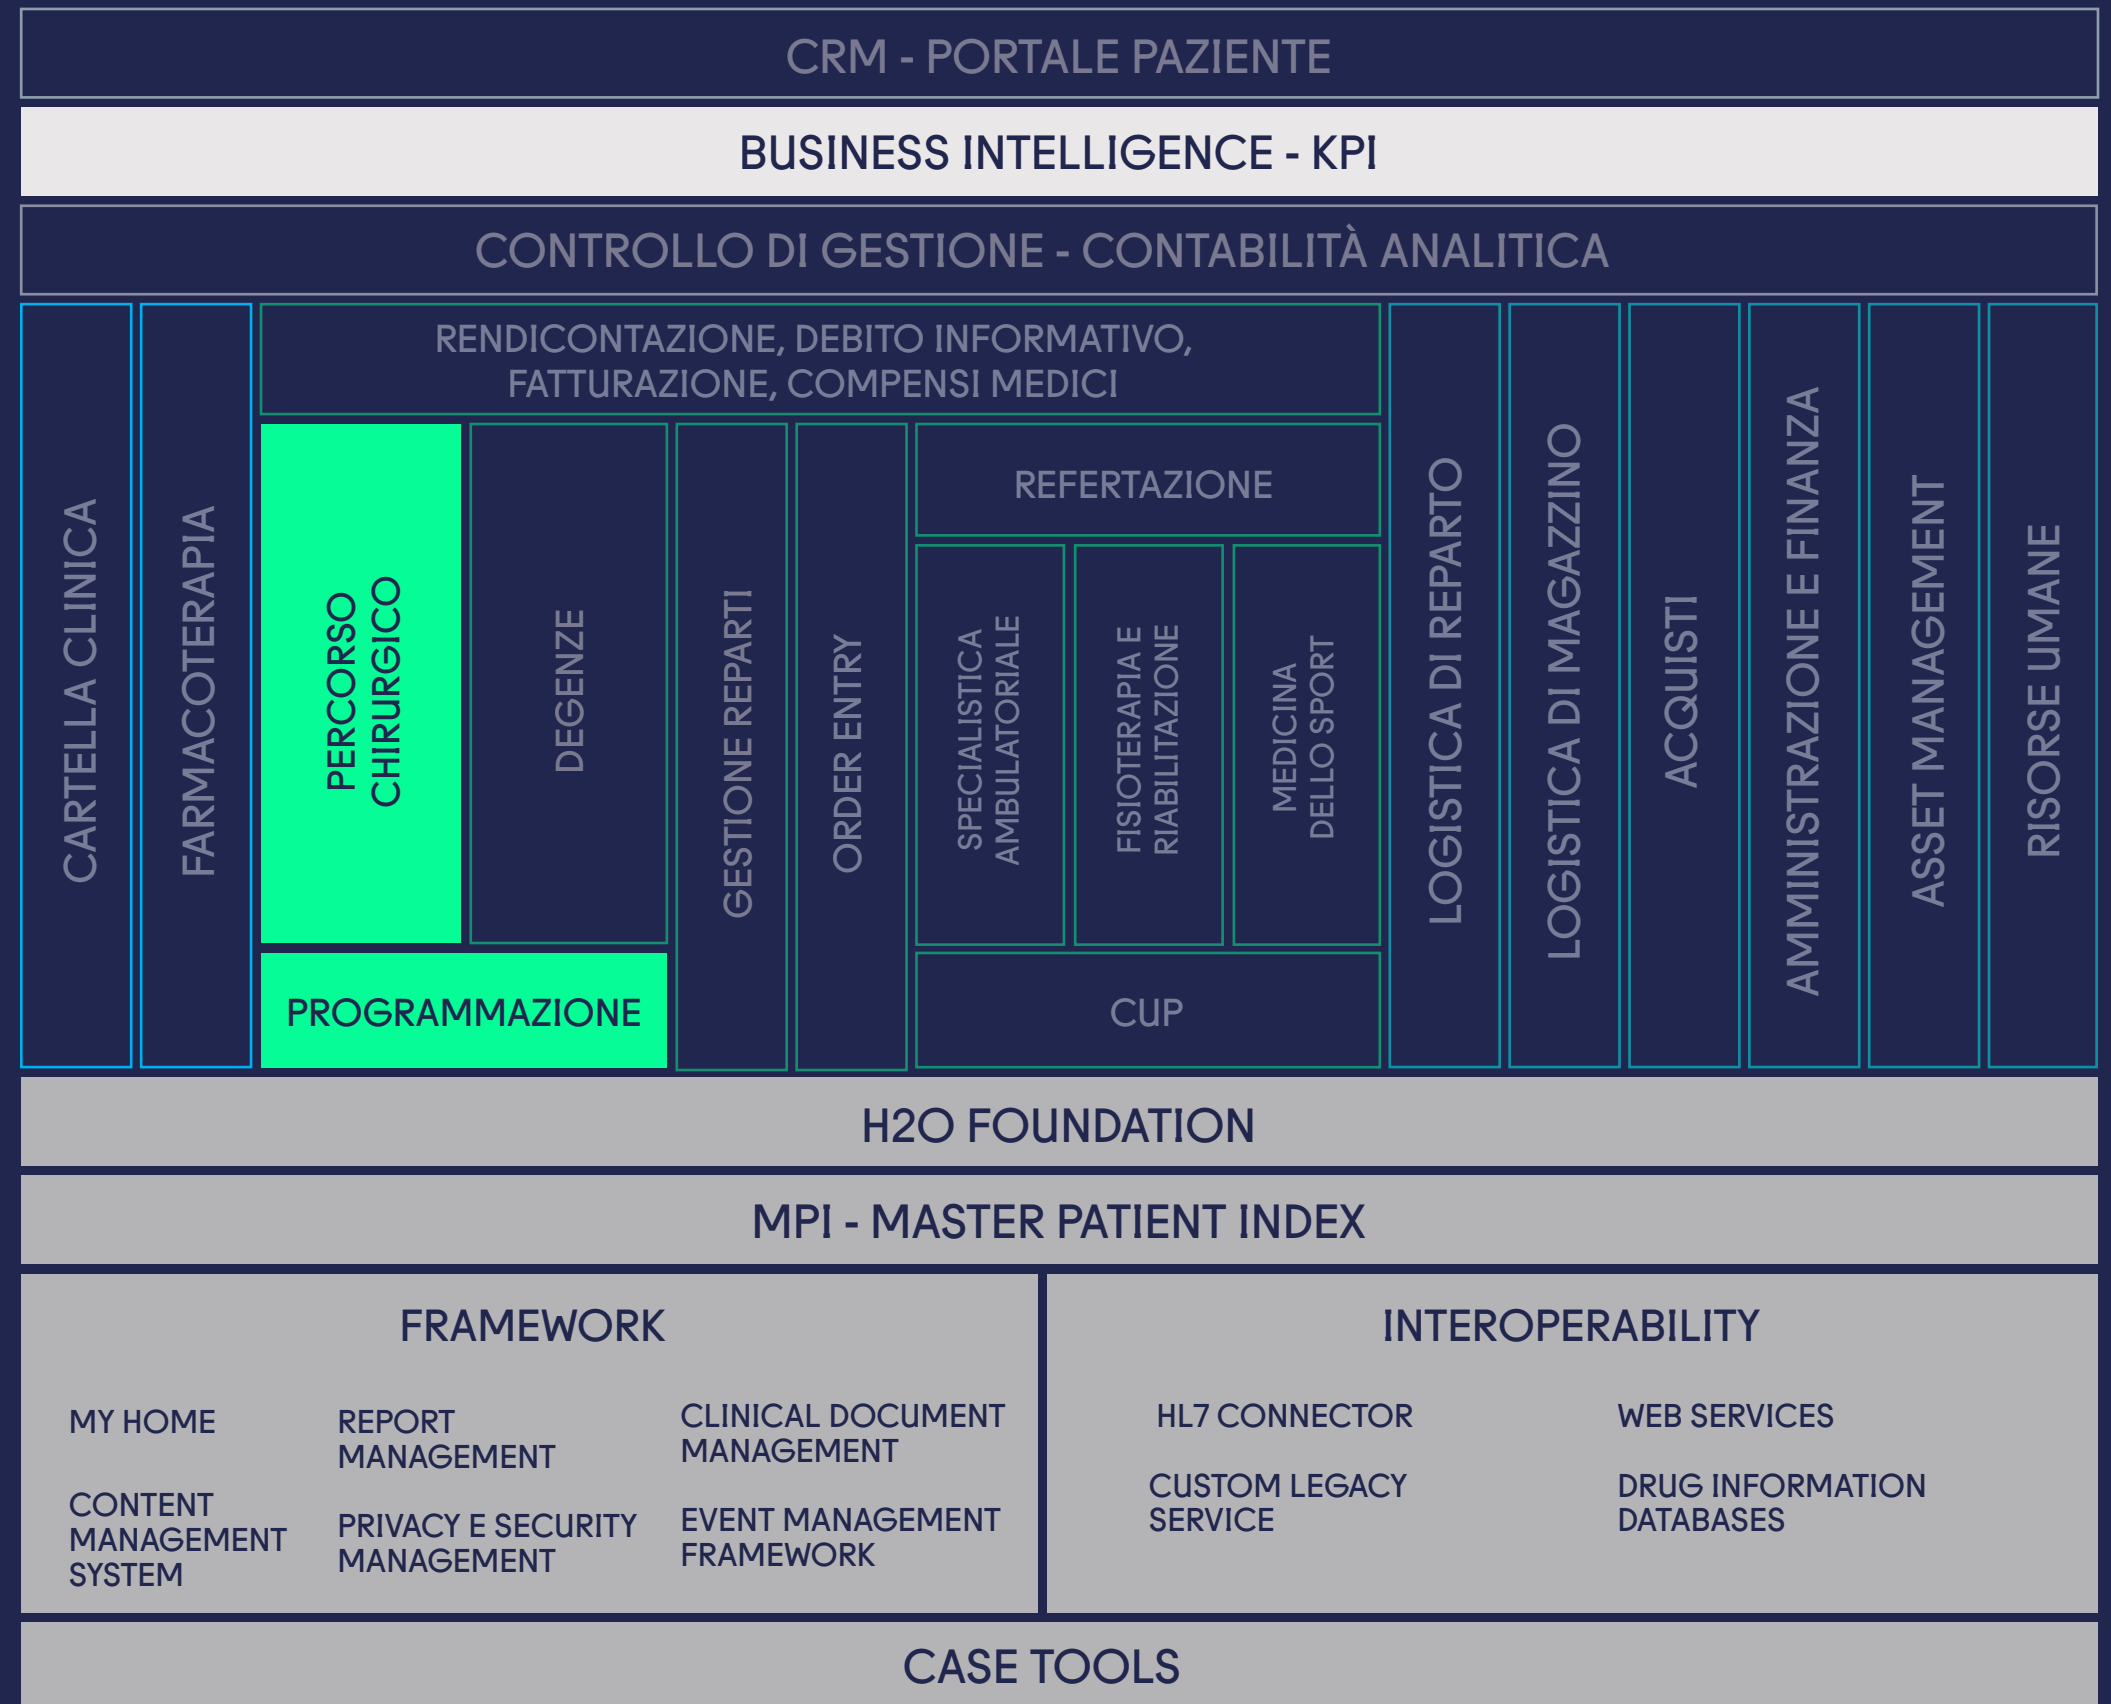 CRM - PORTALE PAZIENTE
BUSINESS INTELLIGENCE - KPI
CONTROLLO DI GESTIONE - CONTABILITÀ ANALITICA
CARTELLA CLINICA
FARMACOTERAPIA
RENDICONTAZIONE, DEBITO INFORMATIVO,
FATTURAZIONE, COMPENSI MEDICI
PERCORSO
CHIRURGICO
DEGENZE
PROGRAMMAZIONE
GESTIONE REPARTI
ORDER ENTRY
REFERTAZIONE
SPECIALISTICA
AMBULATORIALE
FISIOTERAPIA E
RIABILITAZIONE
MEDICINA
DELLO SPORT
CUP
LOGISTICA DI REPARTO
LOGISTICA DI MAGAZZINO
ACQUISTI
AMMINISTRAZIONE E FINANZA
ASSET MANAGEMENT
RISORSE UMANE
H2O FOUNDATION
MPI - MASTER PATIENT INDEX
FRAMEWORK
MY HOME
CONTENT
MANAGEMENT
SYSTEM
REPORT
MANAGEMENT
PRIVACY E SECURITY
MANAGEMENT
CLINICAL DOCUMENT
MANAGEMENT
EVENT MANAGEMENT
FRAMEWORK
INTEROPERABILITY
HL7 CONNECTOR
CUSTOM LEGACY
SERVICE
WEB SERVICES
DRUG INFORMATION
DATABASES
CASE TOOLS